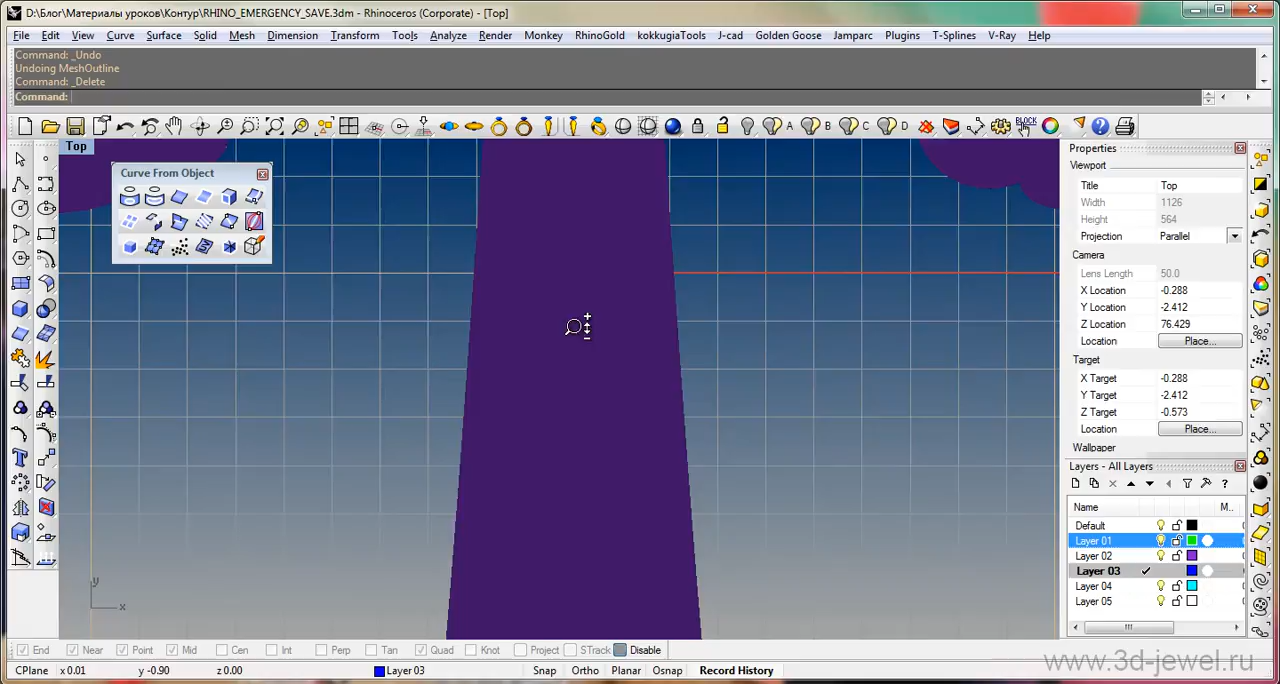 D:\Блог\Материалы уроков\Контур\RHINO_EMERGENCY_SAVE.3dm - Rhinoceros (Corporate) - [Top]
File Edit View Curve Surface Solid Mesh Dimension Transform Tools Analyze Render Monkey RhinoGold kokkugiaTools J-cad Golden Goose Jamparc Plugins T-Splines V-Ray Help
Command: _Undo
Undoing MeshOutline
Command: _Delete
Command:
A B C D BLOCK
Top
Curve From Object
Properties
Viewport
Title Top
Width 1126
Height 564
Projection Parallel
Camera
Lens Length 50.0
X Location -0.288
Y Location -2.412
Z Location 76.429
Location Place...
Target
X Target -0.288
Y Target -2.412
Z Target -0.573
Location Place...
Wallpaper
Layers - All Layers
Name M..
Default
Layer 01
Layer 02
Layer 03
Layer 04
Layer 05
y
x
End Near Point Mid Cen Int Perp Tan Quad Knot Project STrack Disable
CPlane x 0.01 y -0.90 z 0.00 Layer 03 Snap Ortho Planar Osnap Record History
www.3d-jewel.ru